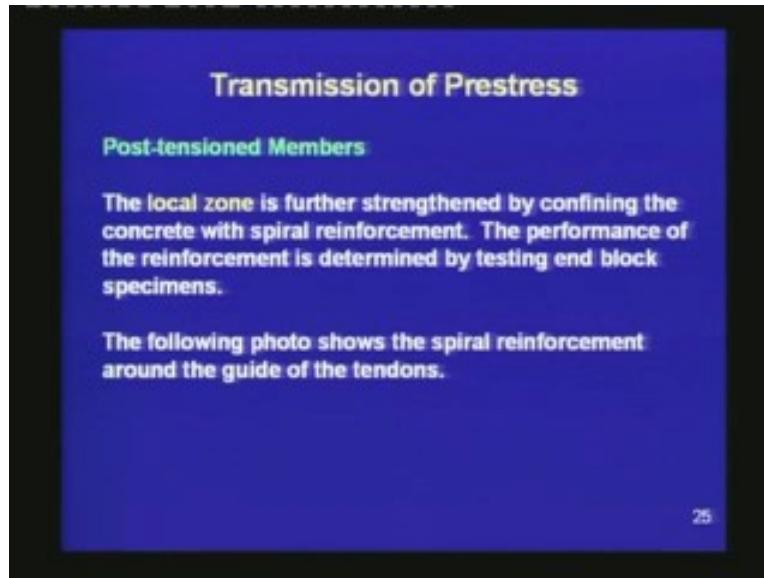 Transmission of Prestress
Post-tensioned Members
The local zone is further strengthened by confining the
concrete with spiral reinforcement. The performance of
the reinforcement is determined by testing end block
specimens.
The following photo shows the spiral reinforcement
around the guide of the tendons.
25